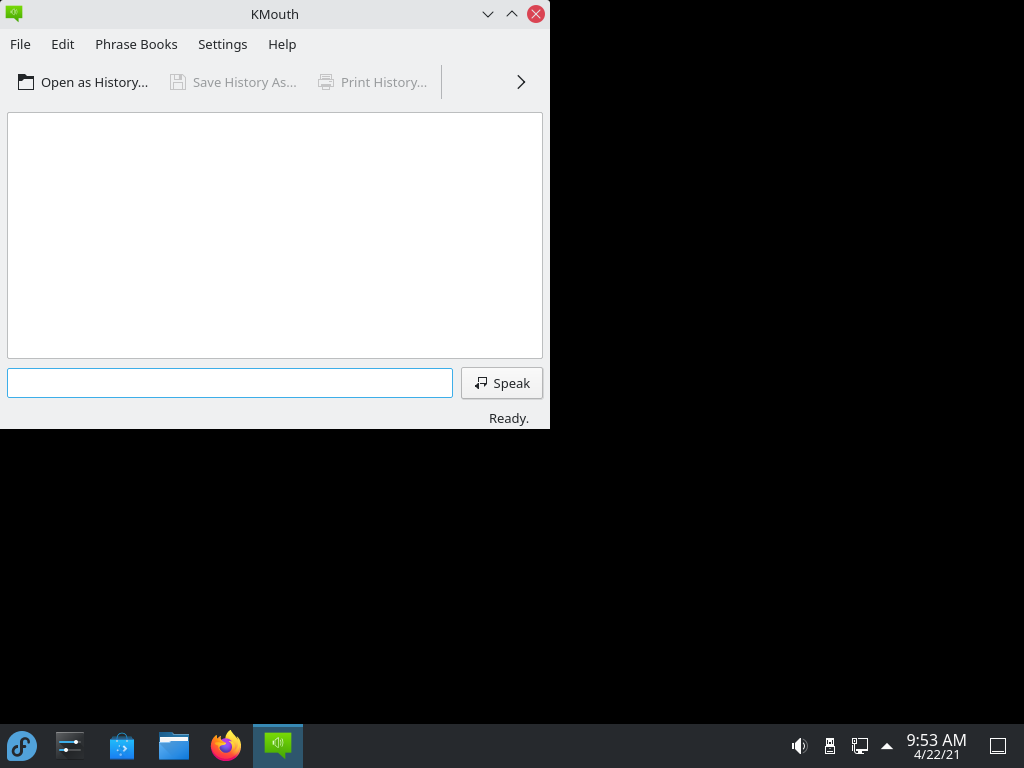 KMouth
File Edit Phrase Books Settings Help
Open as History... Save History As... Print History...
Speak
Ready.
9:53 AM
4/22/21